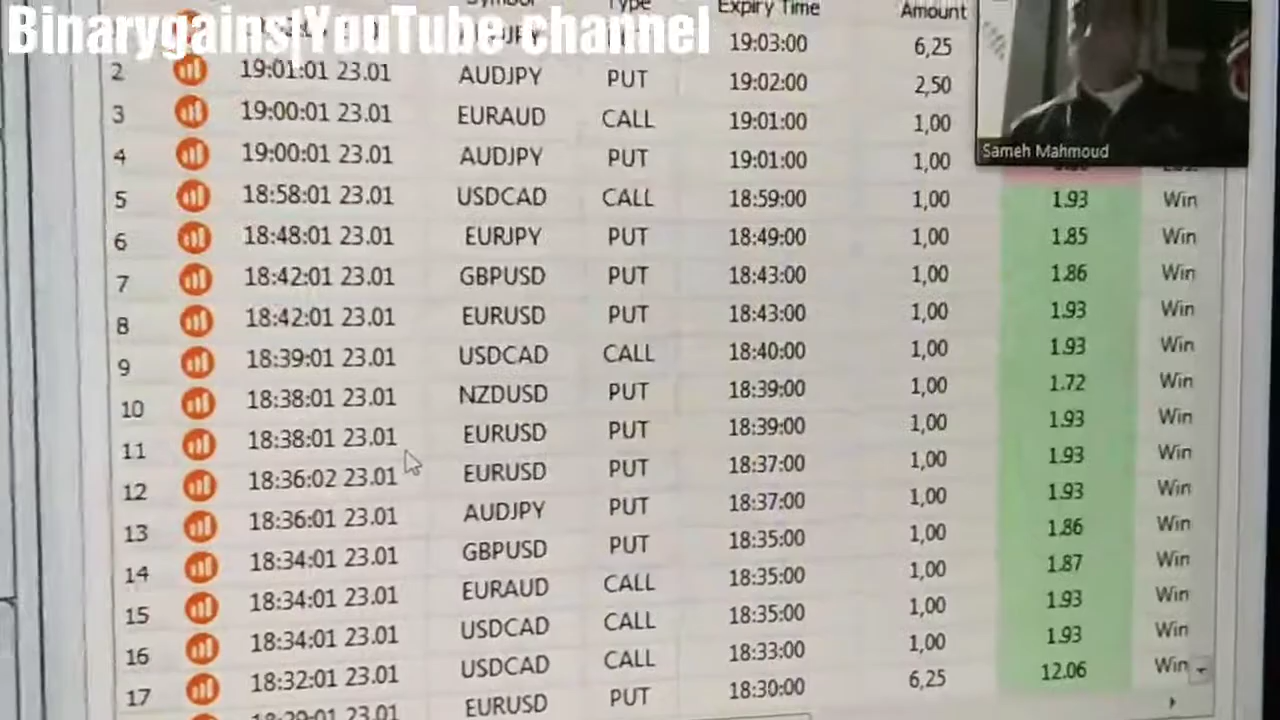 Binarygains|YouTube channel
Expiry Time Amount
19:03:00 6,25
2 19:01:01 23.01 AUDJPY PUT 19:02:00 2,50
3 19:00:01 23.01 EURAUD CALL 19:01:00 1,00
Sameh Mahmoud
4 19:00:01 23.01 AUDJPY PUT 19:01:00 1,00
5 18:58:01 23.01 USDCAD CALL 18:59:00 1,00 1.93 Win
6 18:48:01 23.01 EURJPY PUT 18:49:00 1,00 1.85 Win
7 18:42:01 23.01 GBPUSD PUT 18:43:00 1,00 1.86 Win
8 18:42:01 23.01 EURUSD PUT 18:43:00 1,00 1.93 Win
9 18:39:01 23.01 USDCAD CALL 18:40:00 1,00 1.93 Win
10 18:38:01 23.01 NZDUSD PUT 18:39:00 1,00 1.72 Win
11 18:38:01 23.01 EURUSD PUT 18:39:00 1,00 1.93 Win
12 18:36:02 23.01 EURUSD PUT 18:37:00 1,00 1.93 Win
13 18:36:01 23.01 AUDJPY PUT 18:37:00 1,00 1.93 Win
14 18:34:01 23.01 GBPUSD PUT 18:35:00 1,00 1.86 Win
15 18:34:01 23.01 EURAUD CALL 18:35:00 1,00 1.87 Win
16 18:34:01 23.01 USDCAD CALL 18:35:00 1,00 1.93 Win
17 18:32:01 23.01 USDCAD CALL 18:33:00 1,00 1.93 Win
EURUSD PUT 18:30:00 6,25 12.06 Win